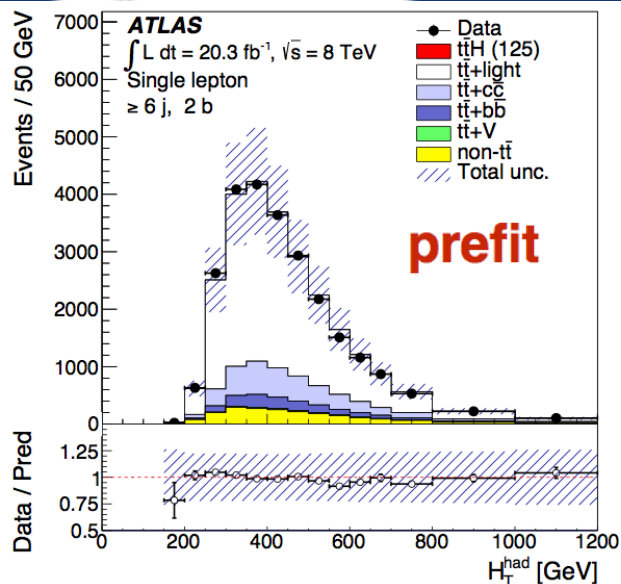 Events / 50 GeV
7000
6000
5000
4000
3000
2000
1000
0
ATLAS
∫ L dt = 20.3 fb⁻¹, √s = 8 TeV
Single lepton
≥ 6 j, 2 b
Data
tt̄H (125)
tt̄+light
tt̄+cc̄
tt̄+bb̄
tt̄+V
non-tt̄
Total unc.
prefit
Data / Pred
1.25
1
0.75
0.5
0 200 400 600 800 1000 1200
H_T^had [GeV]